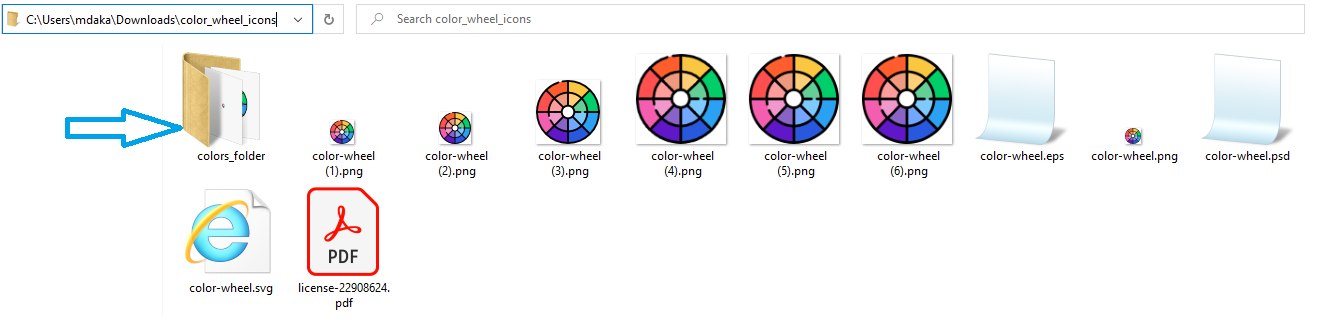 C:\Users\mdaka\Downloads\color_wheel_icons
Search color_wheel_icons
colors_folder
color-wheel
(1).png
color-wheel
(2).png
color-wheel
(3).png
color-wheel
(4).png
color-wheel
(5).png
color-wheel
(6).png
color-wheel.eps
color-wheel.png
color-wheel.psd
color-wheel.svg
PDF
license-22908624.
pdf